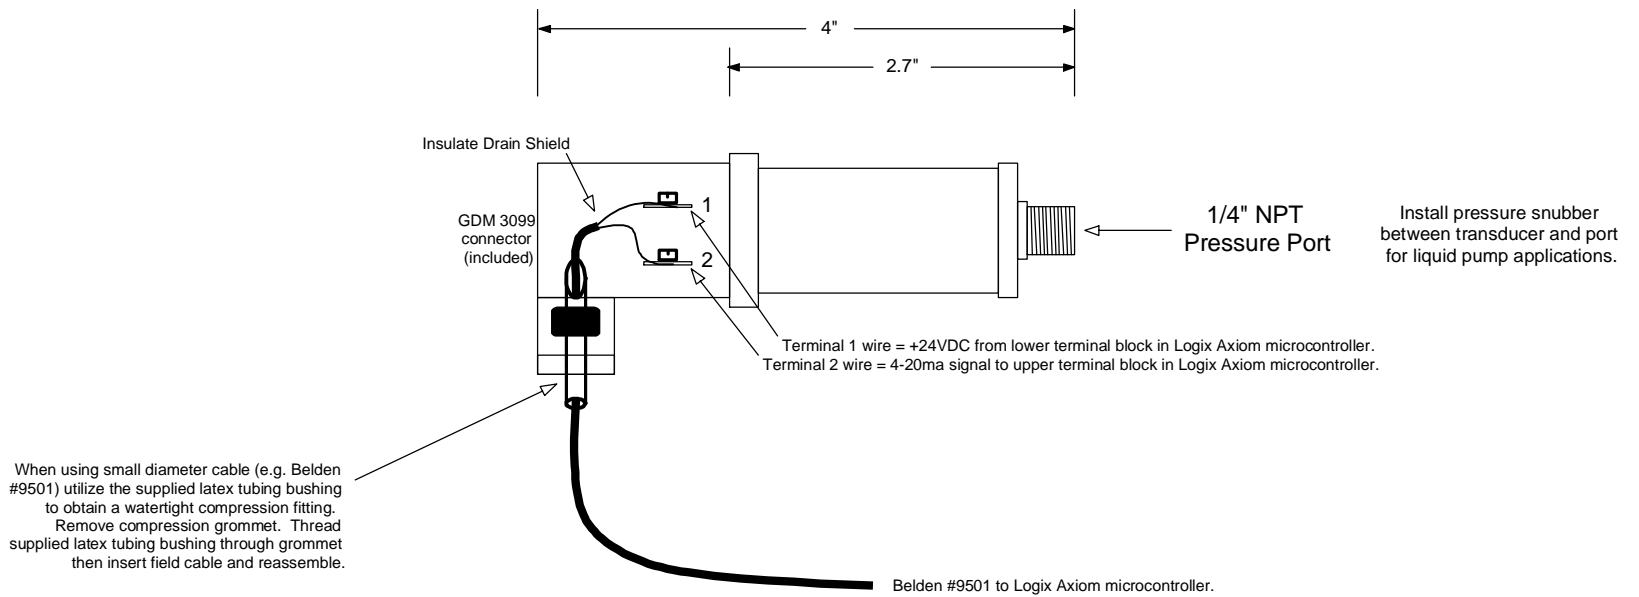 4"
2.7"
Insulate Drain Shield
GDM 3099
connector
(included)
1
2
1/4" NPT
Pressure Port
Install pressure snubber
between transducer and port
for liquid pump applications.
Terminal 1 wire = +24VDC from lower terminal block in Logix Axiom microcontroller.
Terminal 2 wire = 4-20ma signal to upper terminal block in Logix Axiom microcontroller.
When using small diameter cable (e.g. Belden
#9501) utilize the supplied latex tubing bushing
to obtain a watertight compression fitting.
Remove compression grommet.  Thread
supplied latex tubing bushing through grommet
then insert field cable and reassemble.
Belden #9501 to Logix Axiom microcontroller.